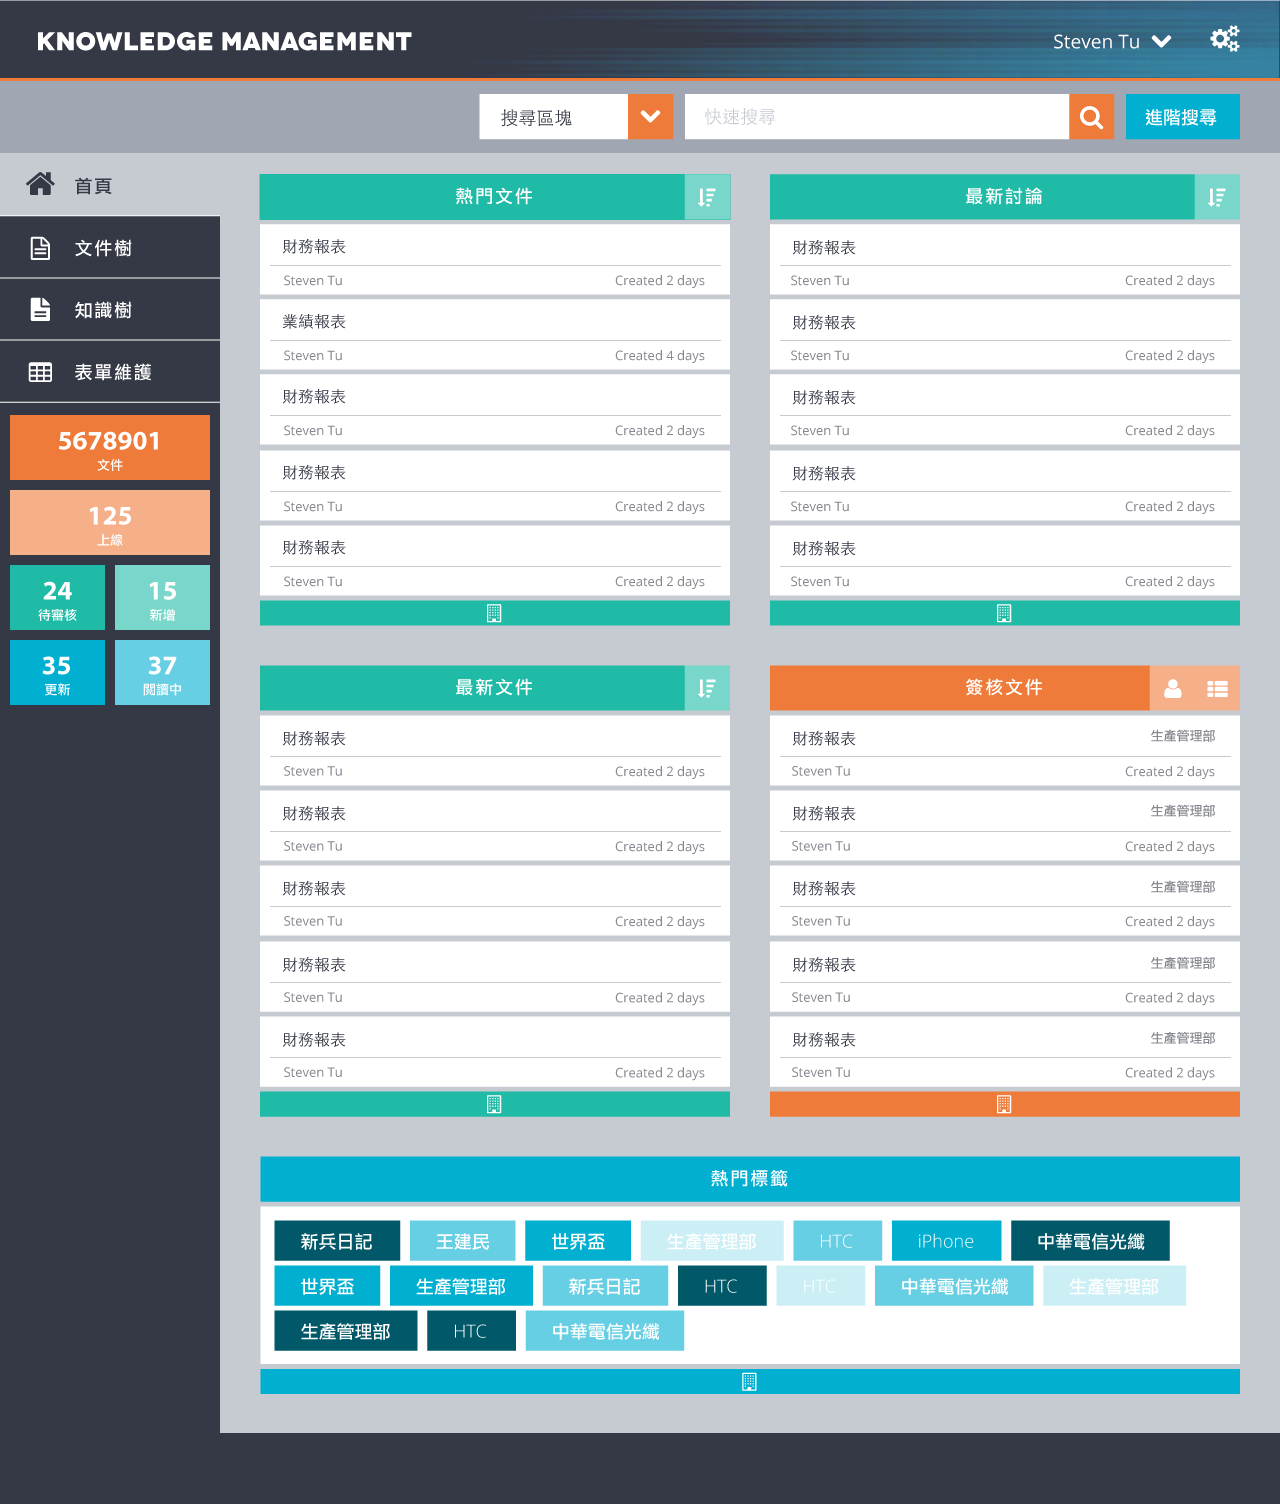 KNOWLEDGE MANAGEMENT
Steven Tu
搜尋區塊
快速搜尋
進階搜尋
首頁
文件樹
知識樹
表單維護
5678901
文件
125
上線
24
待審核
15
新增
35
更新
37
閱讀中
熱門文件
財務報表
Steven Tu Created 2 days
業績報表
Steven Tu Created 4 days
財務報表
Steven Tu Created 2 days
財務報表
Steven Tu Created 2 days
財務報表
Steven Tu Created 2 days
最新討論
財務報表
Steven Tu Created 2 days
財務報表
Steven Tu Created 2 days
財務報表
Steven Tu Created 2 days
財務報表
Steven Tu Created 2 days
財務報表
Steven Tu Created 2 days
最新文件
財務報表
Steven Tu Created 2 days
財務報表
Steven Tu Created 2 days
財務報表
Steven Tu Created 2 days
財務報表
Steven Tu Created 2 days
財務報表
Steven Tu Created 2 days
簽核文件
財務報表 生產管理部
Steven Tu Created 2 days
財務報表 生產管理部
Steven Tu Created 2 days
財務報表 生產管理部
Steven Tu Created 2 days
財務報表 生產管理部
Steven Tu Created 2 days
財務報表 生產管理部
Steven Tu Created 2 days
熱門標籤
新兵日記 王建民 世界盃 生產管理部 HTC iPhone 中華電信光纖
世界盃 生產管理部 新兵日記 HTC HTC 中華電信光纖 生產管理部
生產管理部 HTC 中華電信光纖